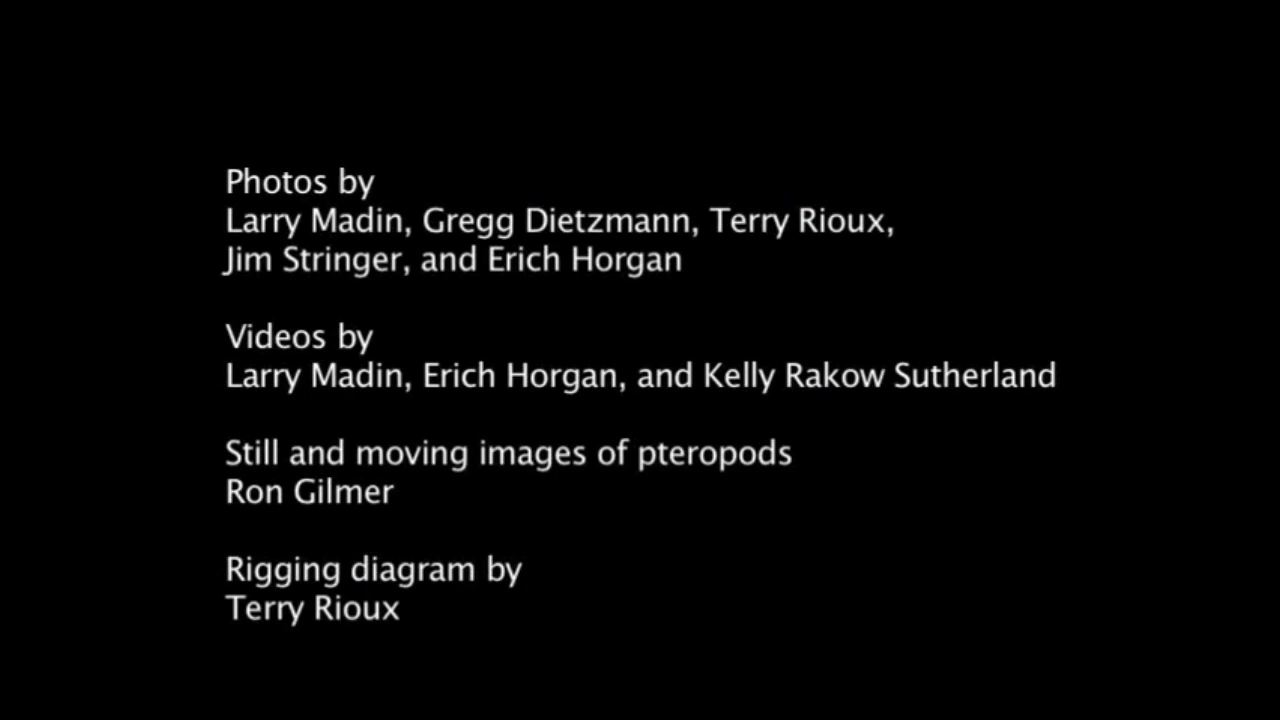 Photos by
Larry Madin, Gregg Dietzmann, Terry Rioux,
Jim Stringer, and Erich Horgan
Videos by
Larry Madin, Erich Horgan, and Kelly Rakow Sutherland
Still and moving images of pteropods
Ron Gilmer
Rigging diagram by
Terry Rioux